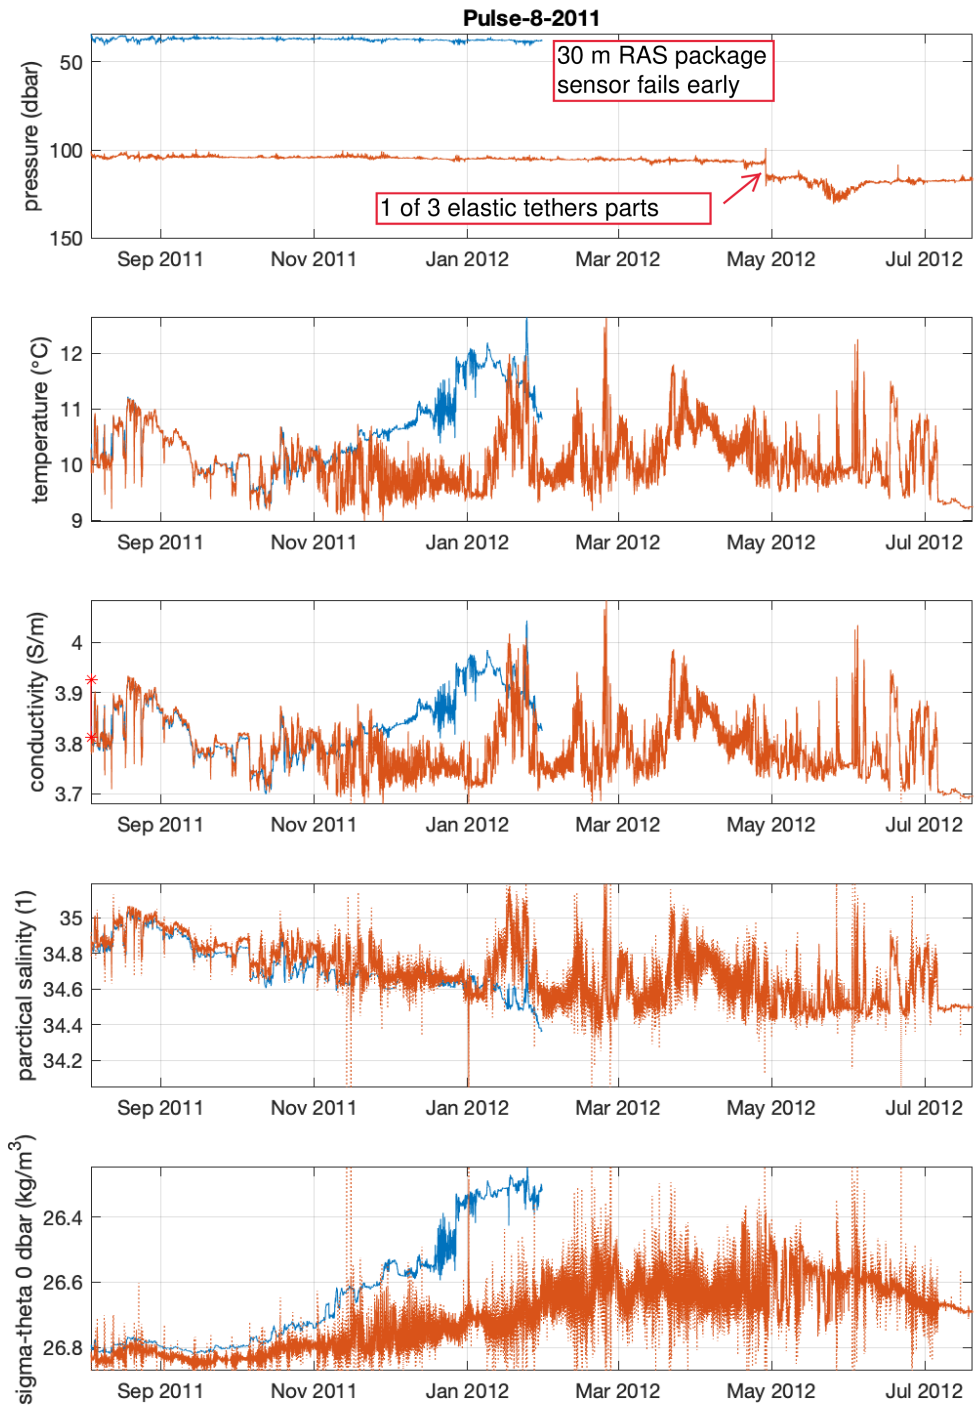 Pulse-8-2011
pressure (dbar)
50
100
150
30 m RAS package
sensor fails early
1 of 3 elastic tethers parts
Sep 2011 Nov 2011 Jan 2012 Mar 2012 May 2012 Jul 2012
temperature (°C)
12
11
10
9
Sep 2011 Nov 2011 Jan 2012 Mar 2012 May 2012 Jul 2012
conductivity (S/m)
4
3.9
3.8
3.7
Sep 2011 Nov 2011 Jan 2012 Mar 2012 May 2012 Jul 2012
parctical salinity (1)
35
34.8
34.6
34.4
34.2
Sep 2011 Nov 2011 Jan 2012 Mar 2012 May 2012 Jul 2012
sigma-theta 0 dbar (kg/m³)
26.4
26.6
26.8
Sep 2011 Nov 2011 Jan 2012 Mar 2012 May 2012 Jul 2012